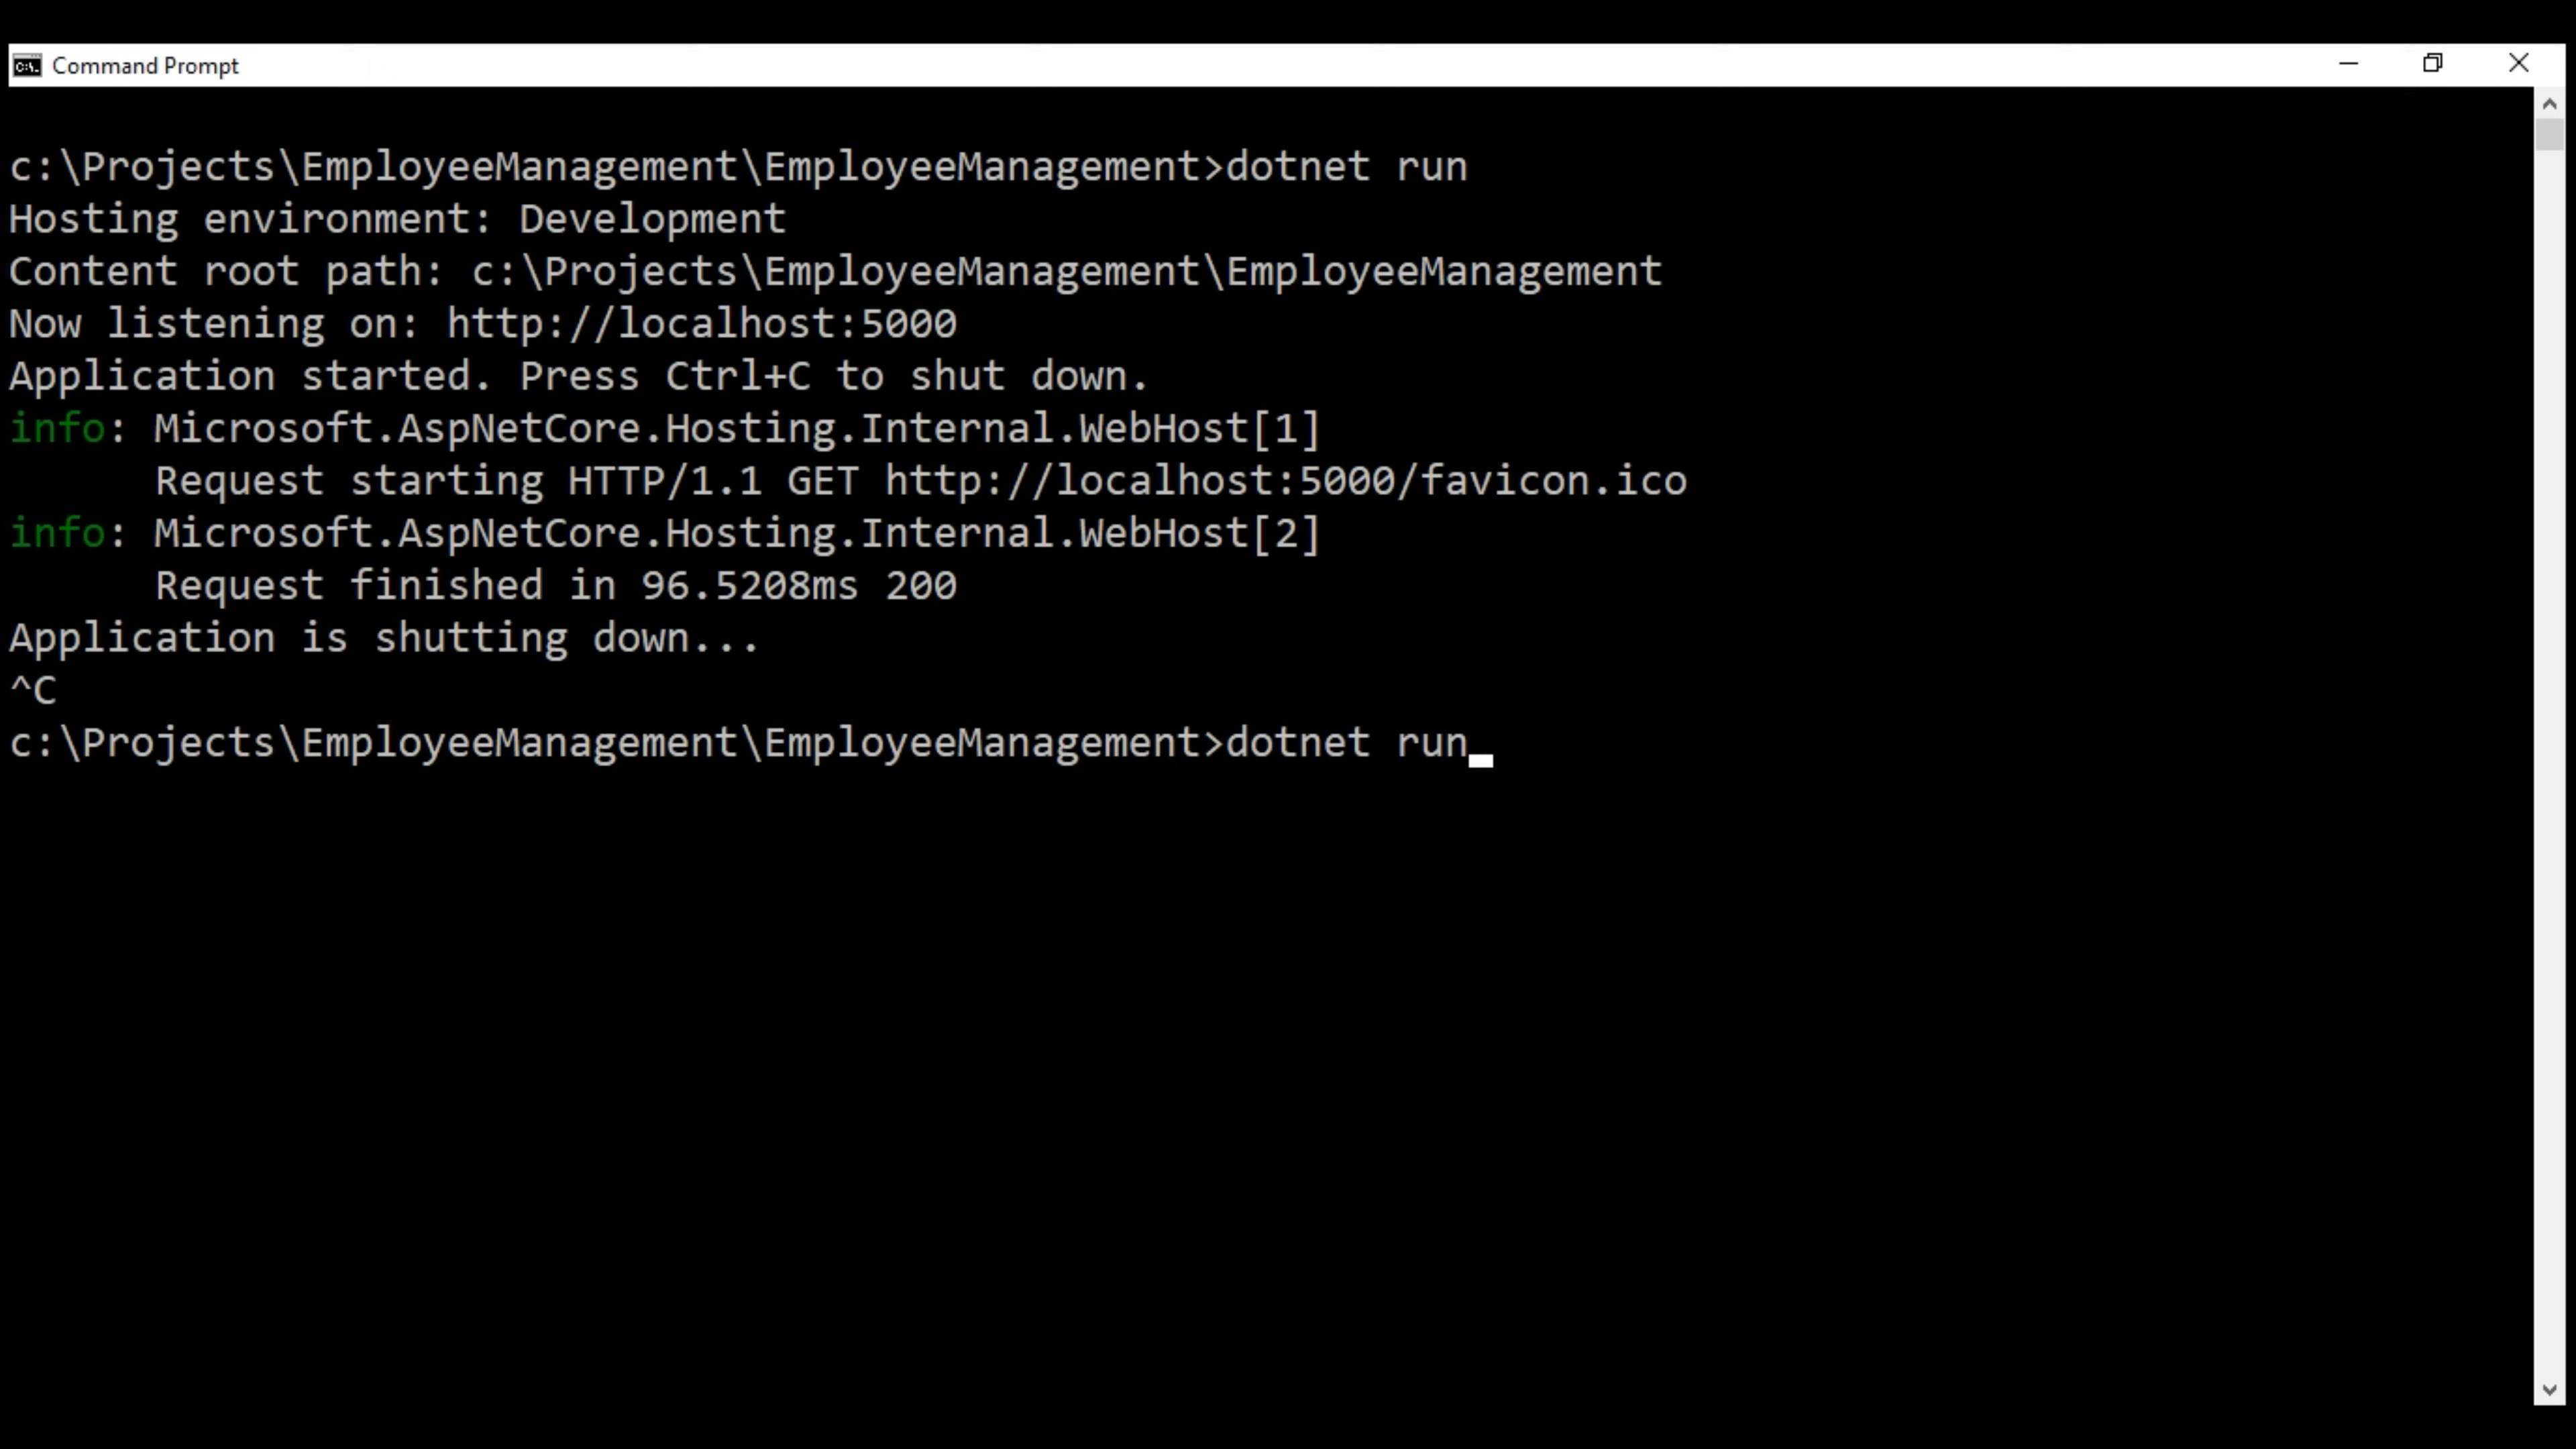 Command Prompt
c:\Projects\EmployeeManagement\EmployeeManagement>dotnet run
Hosting environment: Development
Content root path: c:\Projects\EmployeeManagement\EmployeeManagement
Now listening on: http://localhost:5000
Application started. Press Ctrl+C to shut down.
info: Microsoft.AspNetCore.Hosting.Internal.WebHost[1]
      Request starting HTTP/1.1 GET http://localhost:5000/favicon.ico
info: Microsoft.AspNetCore.Hosting.Internal.WebHost[2]
      Request finished in 96.5208ms 200
Application is shutting down...
^C
c:\Projects\EmployeeManagement\EmployeeManagement>dotnet run